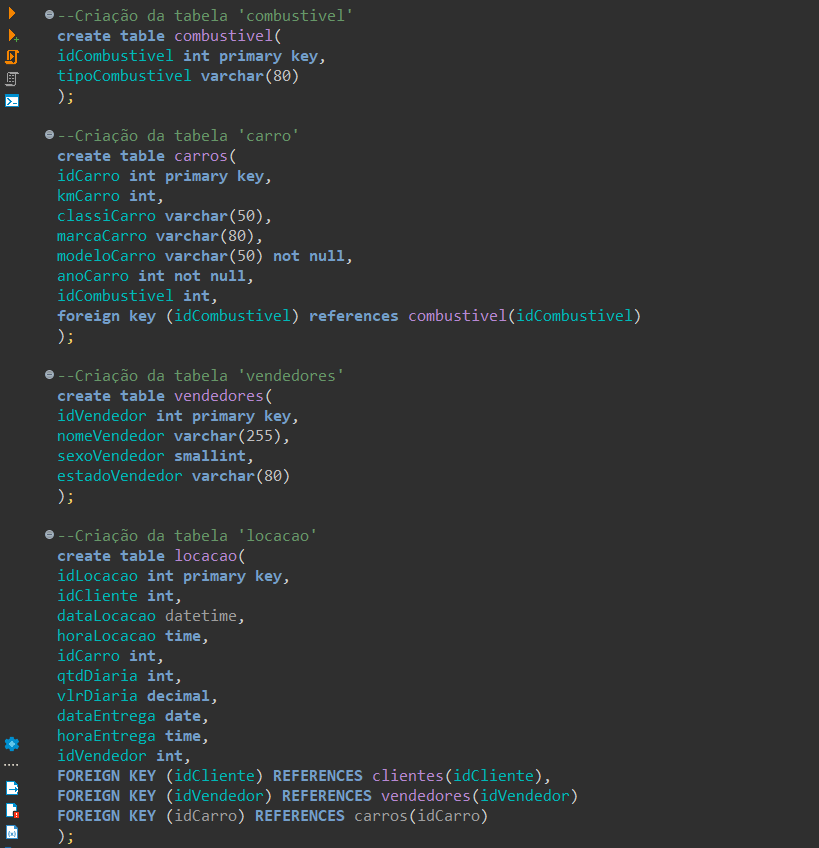 --Criação da tabela 'combustivel'
create table combustivel(
idCombustivel int primary key,
tipoCombustivel varchar(80)
);
--Criação da tabela 'carro'
create table carros(
idCarro int primary key,
kmCarro int,
classiCarro varchar(50),
marcaCarro varchar(80),
modeloCarro varchar(50) not null,
anoCarro int not null,
idCombustivel int,
foreign key (idCombustivel) references combustivel(idCombustivel)
);
--Criação da tabela 'vendedores'
create table vendedores(
idVendedor int primary key,
nomeVendedor varchar(255),
sexoVendedor smallint,
estadoVendedor varchar(80)
);
--Criação da tabela 'locacao'
create table locacao(
idLocacao int primary key,
idCliente int,
dataLocacao datetime,
horaLocacao time,
idCarro int,
qtdDiaria int,
vlrDiaria decimal,
dataEntrega date,
horaEntrega time,
idVendedor int,
FOREIGN KEY (idCliente) REFERENCES clientes(idCliente),
FOREIGN KEY (idVendedor) REFERENCES vendedores(idVendedor)
FOREIGN KEY (idCarro) REFERENCES carros(idCarro)
);